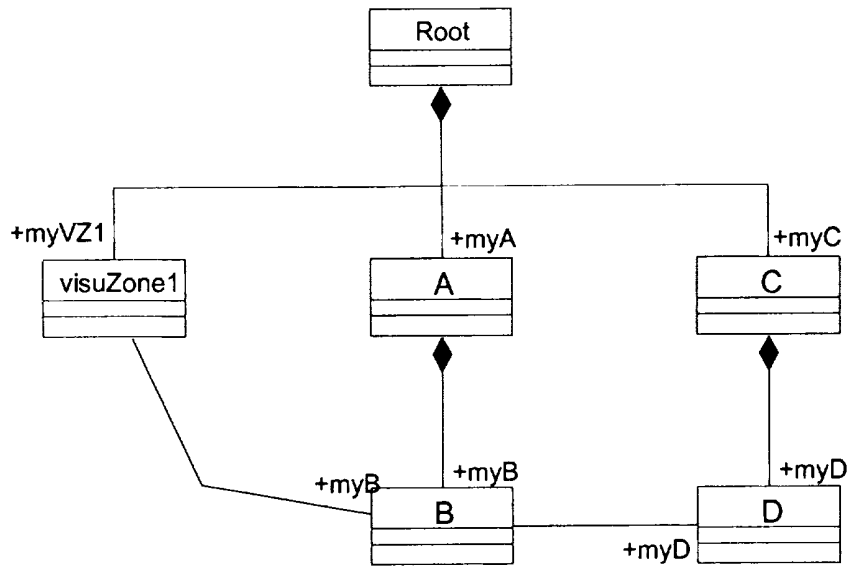 Root
+myVZ1
+myA
+myC
visuZone1
A
C
+myB
+myB
+myD
B
D
+myD